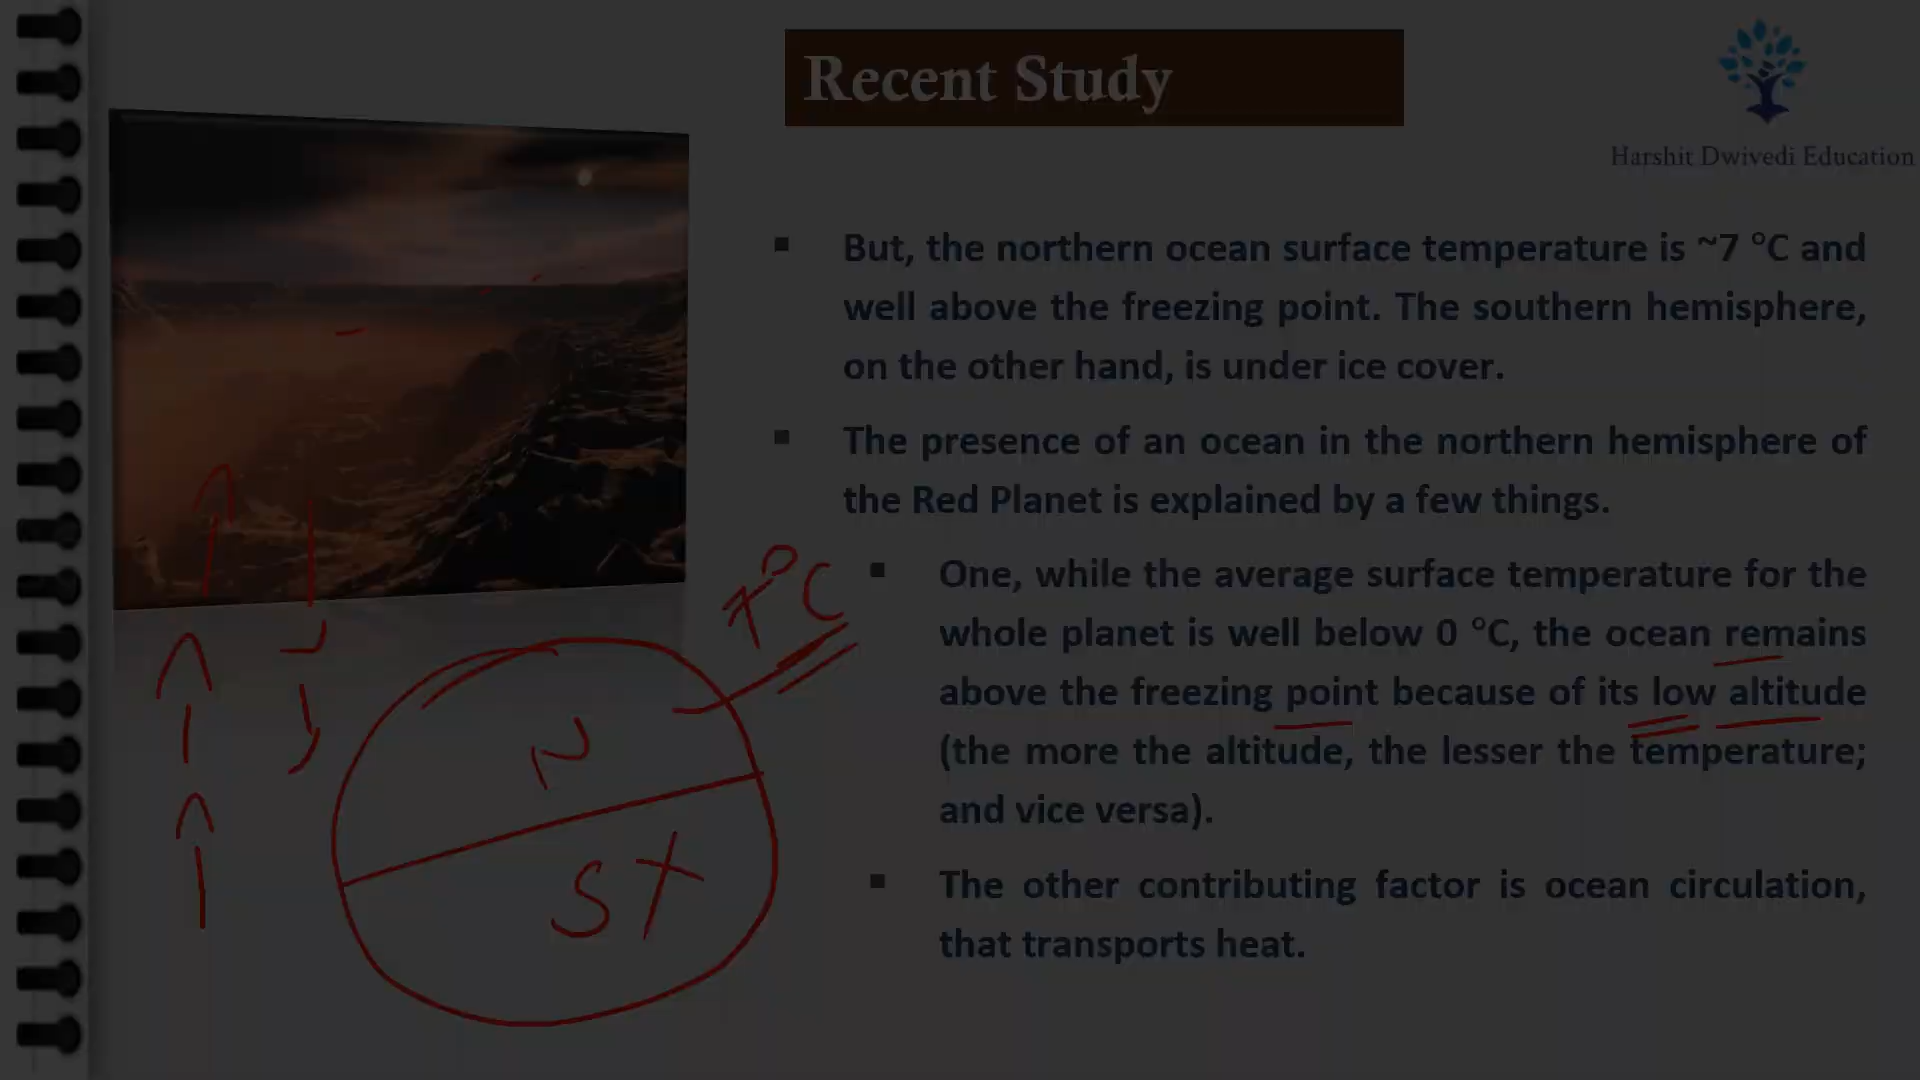 Recent Study
Harshit Dwivedi Education
But, the northern ocean surface temperature is ~7 °C and
well above the freezing point. The southern hemisphere,
on the other hand, is under ice cover.
The presence of an ocean in the northern hemisphere of
the Red Planet is explained by a few things.
One, while the average surface temperature for the
whole planet is well below 0 °C, the ocean remains
above the freezing point because of its low altitude
(the more the altitude, the lesser the temperature;
and vice versa).
The other contributing factor is ocean circulation,
that transports heat.
7°C
N
S